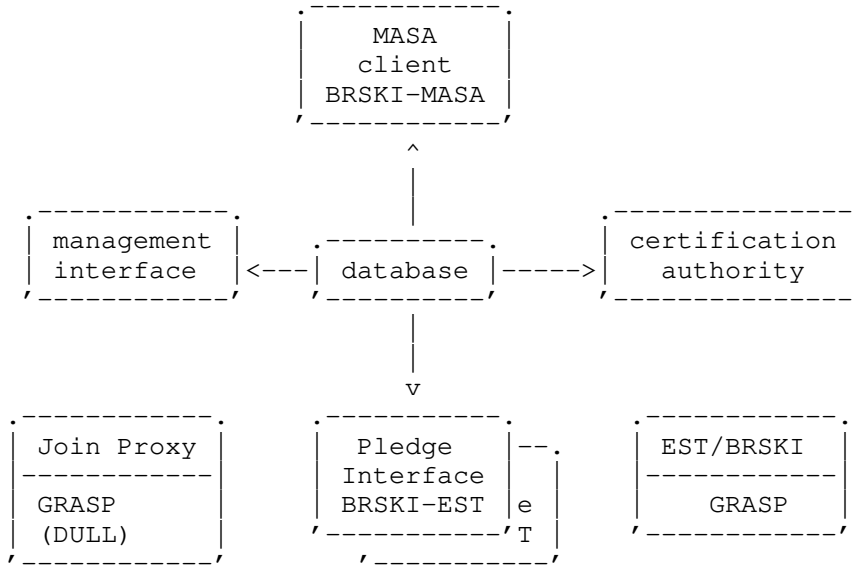 MASA
client
BRSKI-MASA
management
interface
database
certification
authority
Join Proxy
GRASP
(DULL)
Pledge
Interface
BRSKI-EST
e
T
EST/BRSKI
GRASP